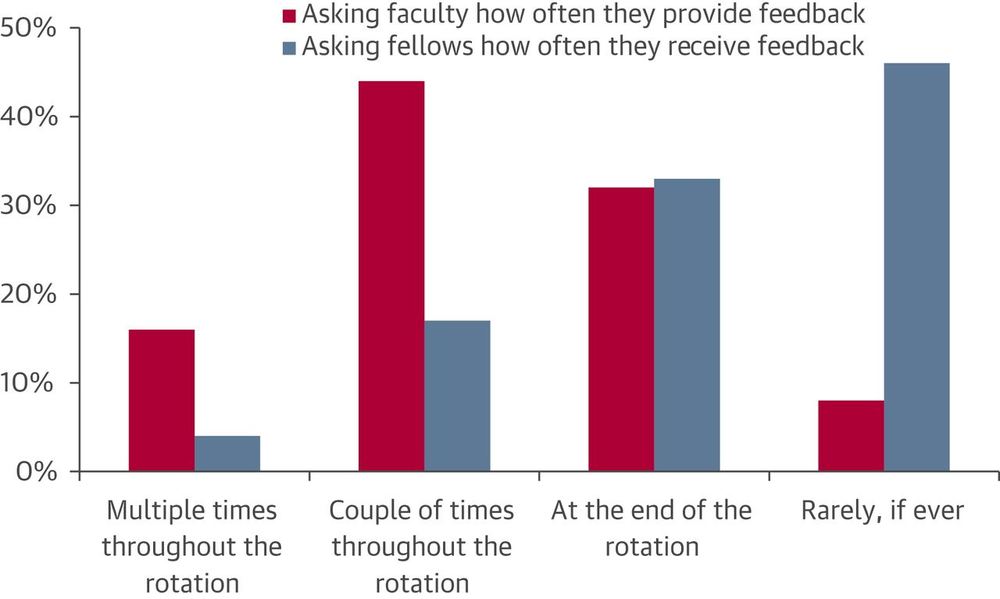 Asking faculty how often they provide feedback
Asking fellows how often they receive feedback
50%
40%
30%
20%
10%
0%
Multiple times
throughout the
rotation
Couple of times
throughout the
rotation
At the end of the
rotation
Rarely, if ever